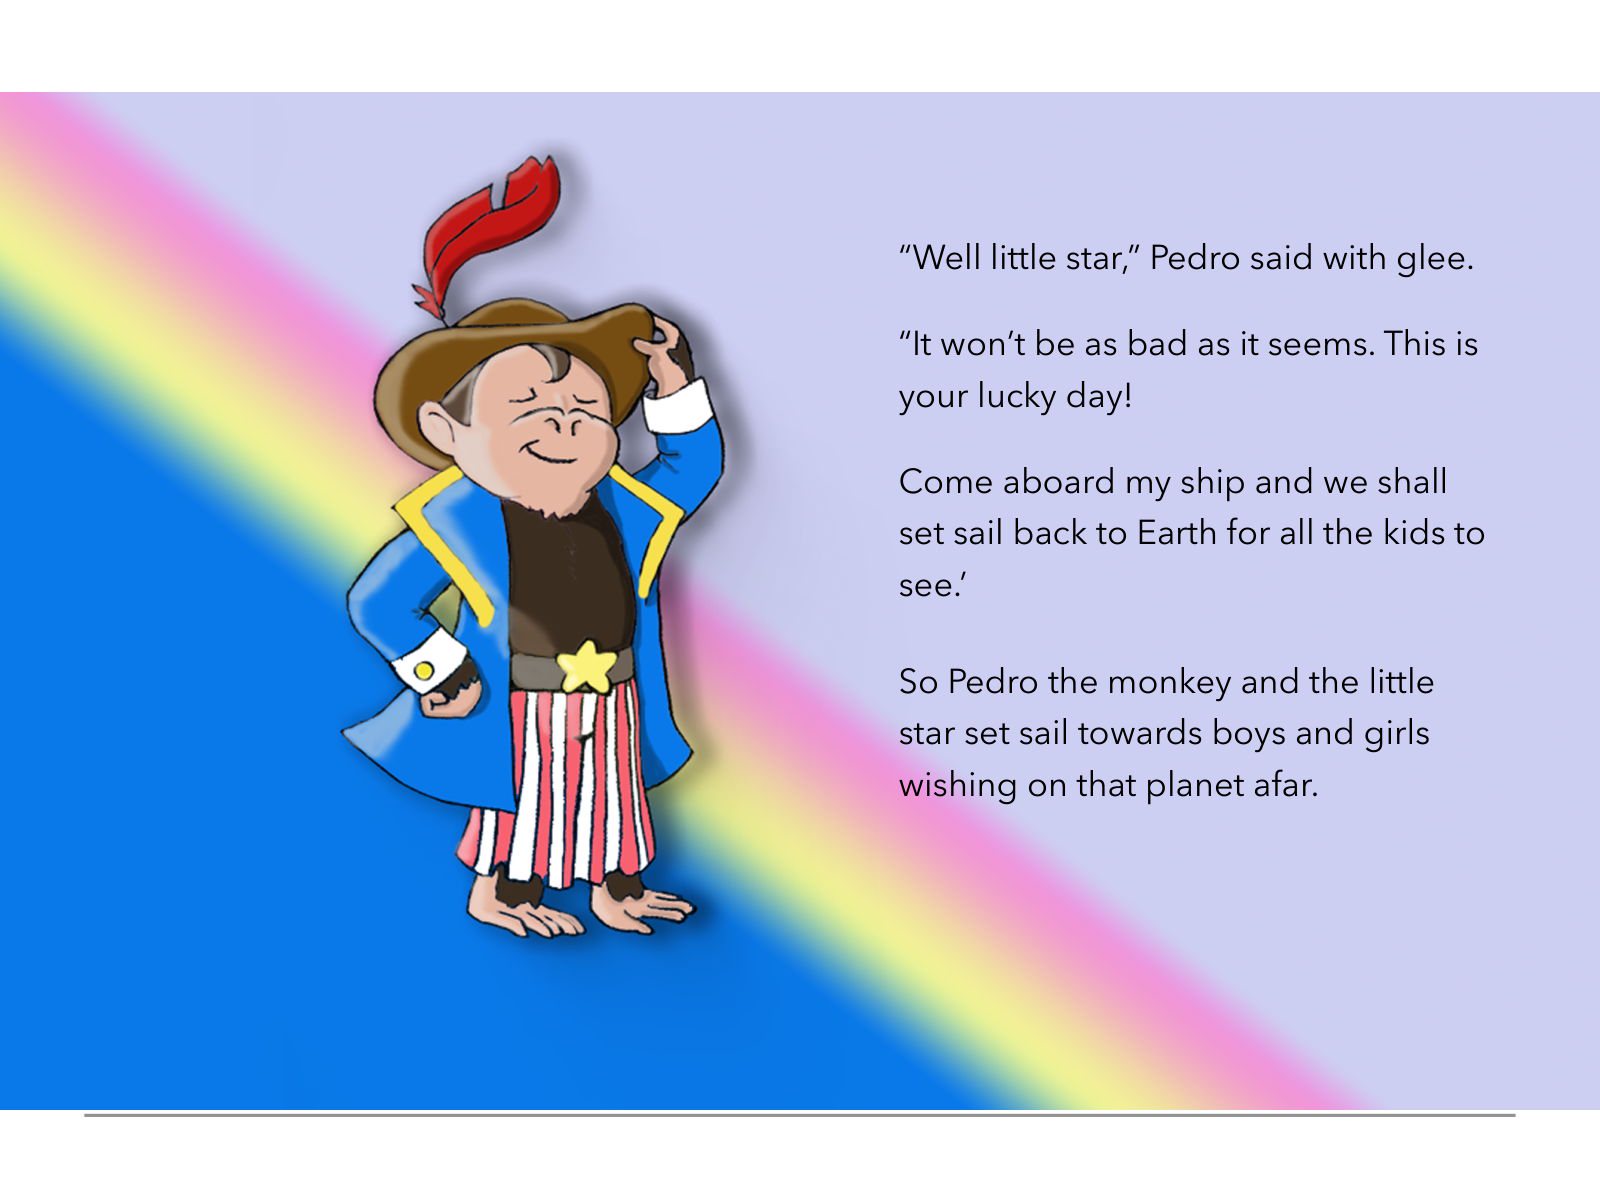 “Well little star,” Pedro said with glee.
“It won’t be as bad as it seems. This is
your lucky day!
Come aboard my ship and we shall
set sail back to Earth for all the kids to
see.’
So Pedro the monkey and the little
star set sail towards boys and girls
wishing on that planet afar.